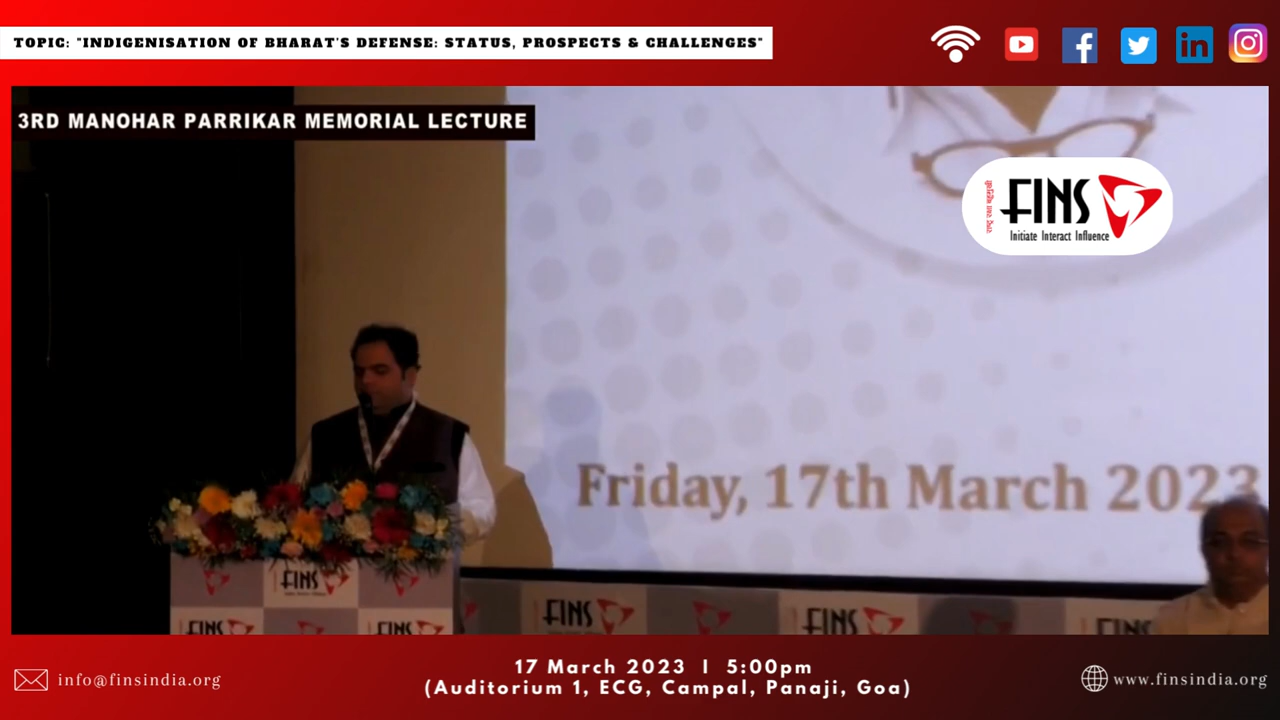 TOPIC: "INDIGENISATION OF BHARAT'S DEFENSE: STATUS, PROSPECTS & CHALLENGES"
3RD MANOHAR PARRIKAR MEMORIAL LECTURE
FINS
Initiate Interact Influence
Friday, 17th March 2023
FINS
FINS
FINS
FINS
FINS
FINS
17 March 2023 | 5:00pm
(Auditorium 1, ECG, Campal, Panaji, Goa)
info@finsindia.org
www.finsindia.org